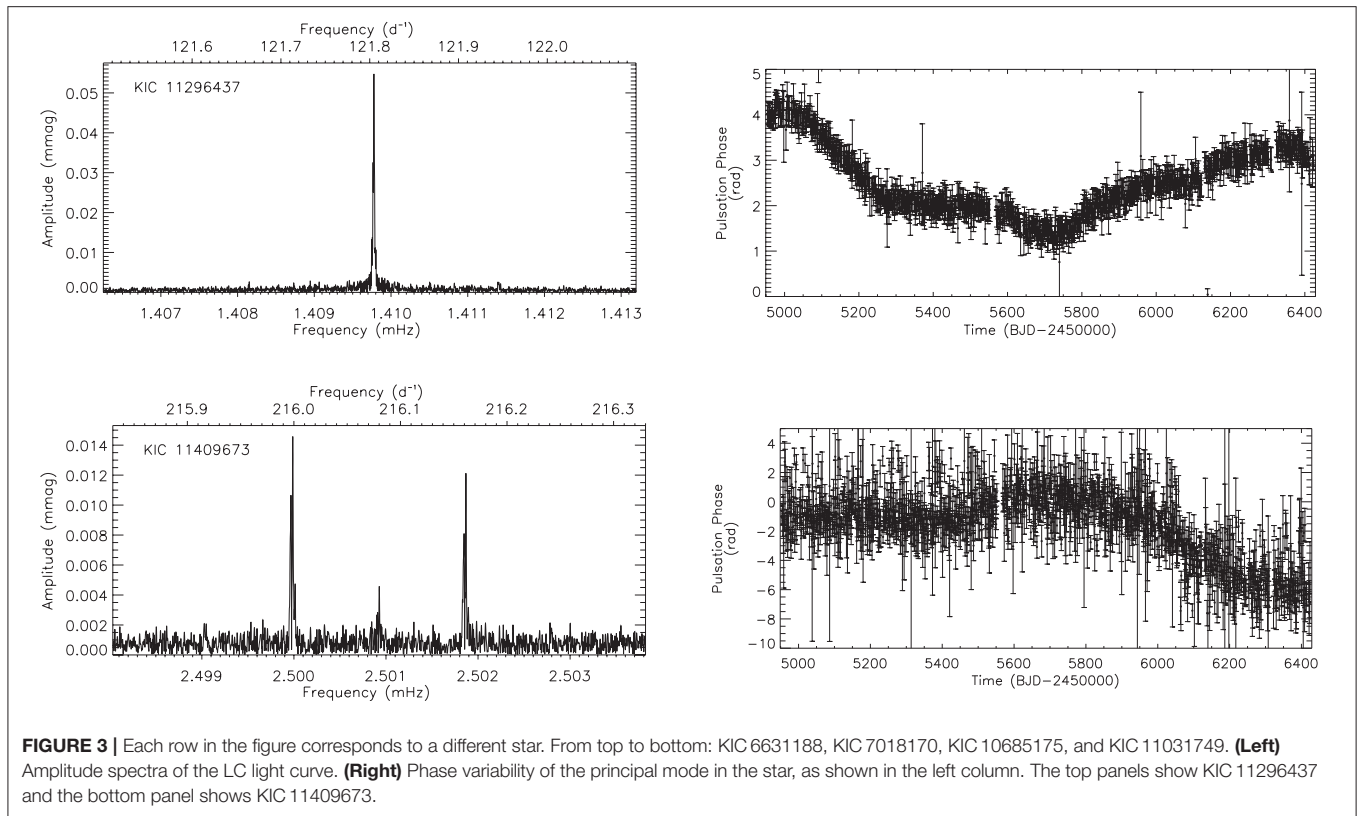 Frequency (d⁻¹)
121.6 121.7 121.8 121.9 122.0
KIC 11296437
Amplitude (mmag)
0.05
0.04
0.03
0.02
0.01
0.00
1.407 1.408 1.409 1.410 1.411 1.412 1.413
Frequency (mHz)
Pulsation Phase
(rad)
5
4
3
2
1
0
5000 5200 5400 5600 5800 6000 6200 6400
Time (BJD-2450000)
Frequency (d⁻¹)
215.9 216.0 216.1 216.2 216.3
KIC 11409673
Amplitude (mmag)
0.014
0.012
0.010
0.008
0.006
0.004
0.002
0.000
2.499 2.500 2.501 2.502 2.503
Frequency (mHz)
Pulsation Phase
(rad)
4
2
0
-2
-4
-6
-8
-10
5000 5200 5400 5600 5800 6000 6200 6400
Time (BJD-2450000)
FIGURE 3 | Each row in the figure corresponds to a different star. From top to bottom: KIC 6631188, KIC 7018170, KIC 10685175, and KIC 11031749. (Left)
Amplitude spectra of the LC light curve. (Right) Phase variability of the principal mode in the star, as shown in the left column. The top panels show KIC 11296437
and the bottom panel shows KIC 11409673.